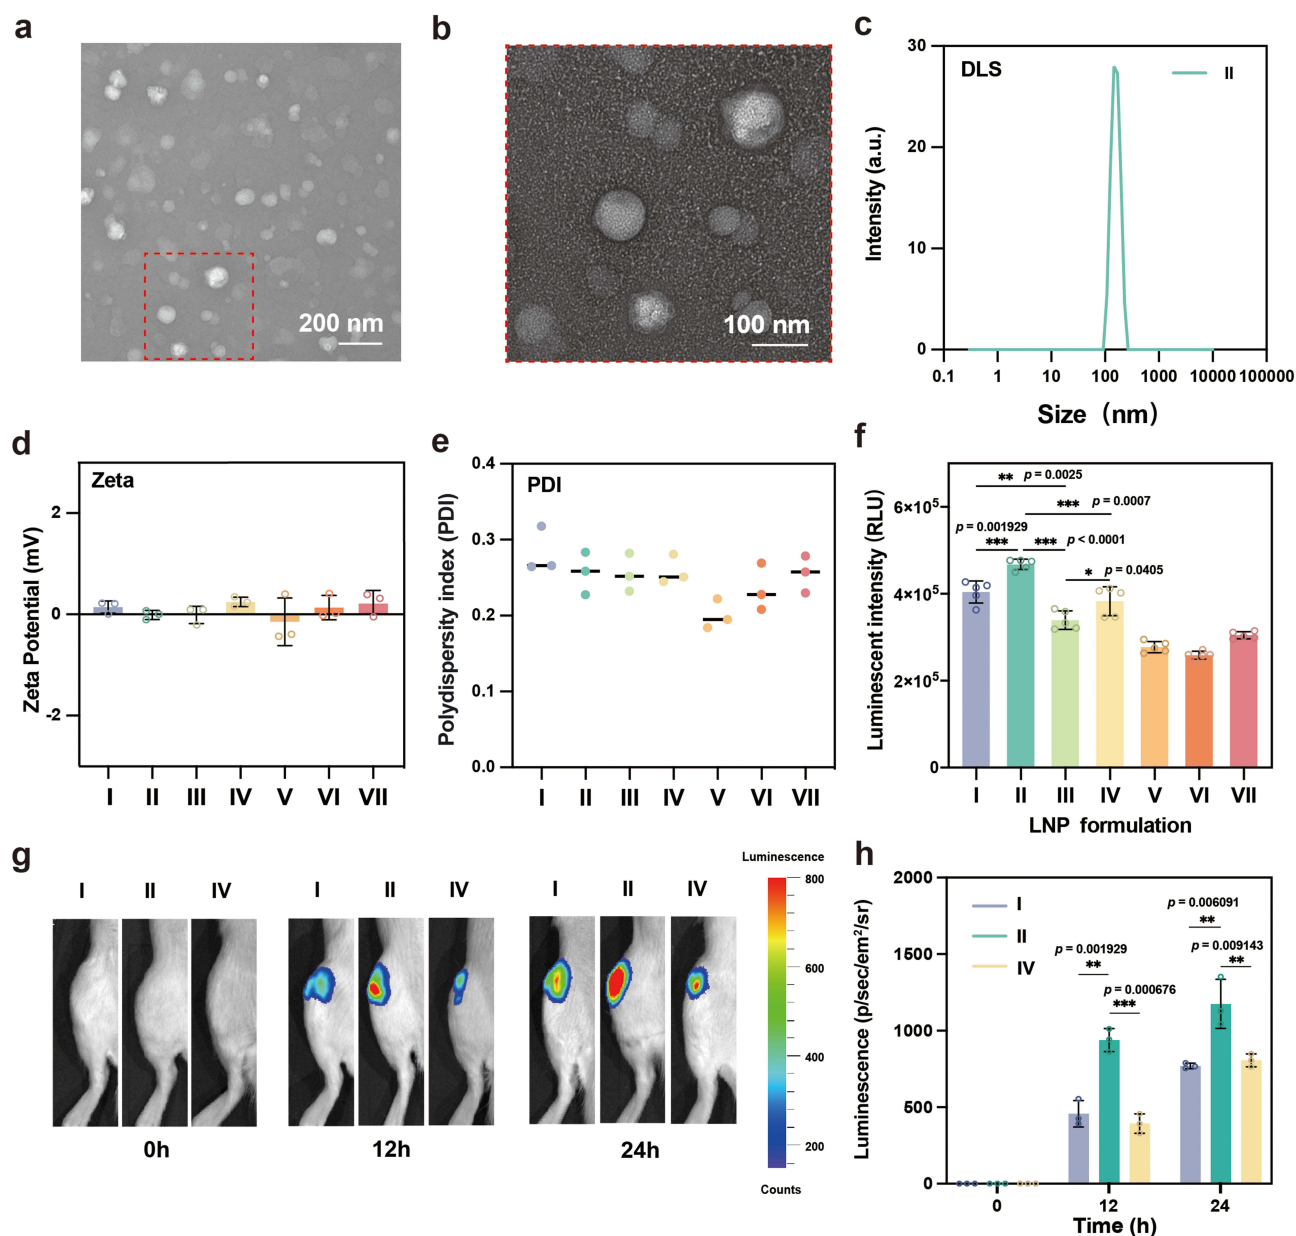 a
200 nm
b
100 nm
c
DLS
II
Intensity (a.u.)
30
20
10
0
0.1 1 10 100 1000 10000 100000
Size (nm)
d
Zeta
Zeta Potential (mV)
2
0
-2
I II III IV V VI VII
e
PDI
Polydispersity index (PDI)
0.4
0.3
0.2
0.1
0.0
I II III IV V VI VII
f
Luminescent intensity (RLU)
6×10⁵
4×10⁵
2×10⁵
0
** p = 0.0025
*** p = 0.0007
p = 0.001929
*** *** p < 0.0001
* p = 0.0405
I II III IV V VI VII
LNP formulation
g
I II IV
0h
I II IV
12h
I II IV
24h
Luminescence
800
600
400
200
Counts
h
Luminescence (p/sec/em²/sr)
2000
1500
1000
500
0
I
II
IV
p = 0.001929
**
p = 0.000676
***
p = 0.006091
**
p = 0.009143
**
0 12 24
Time (h)